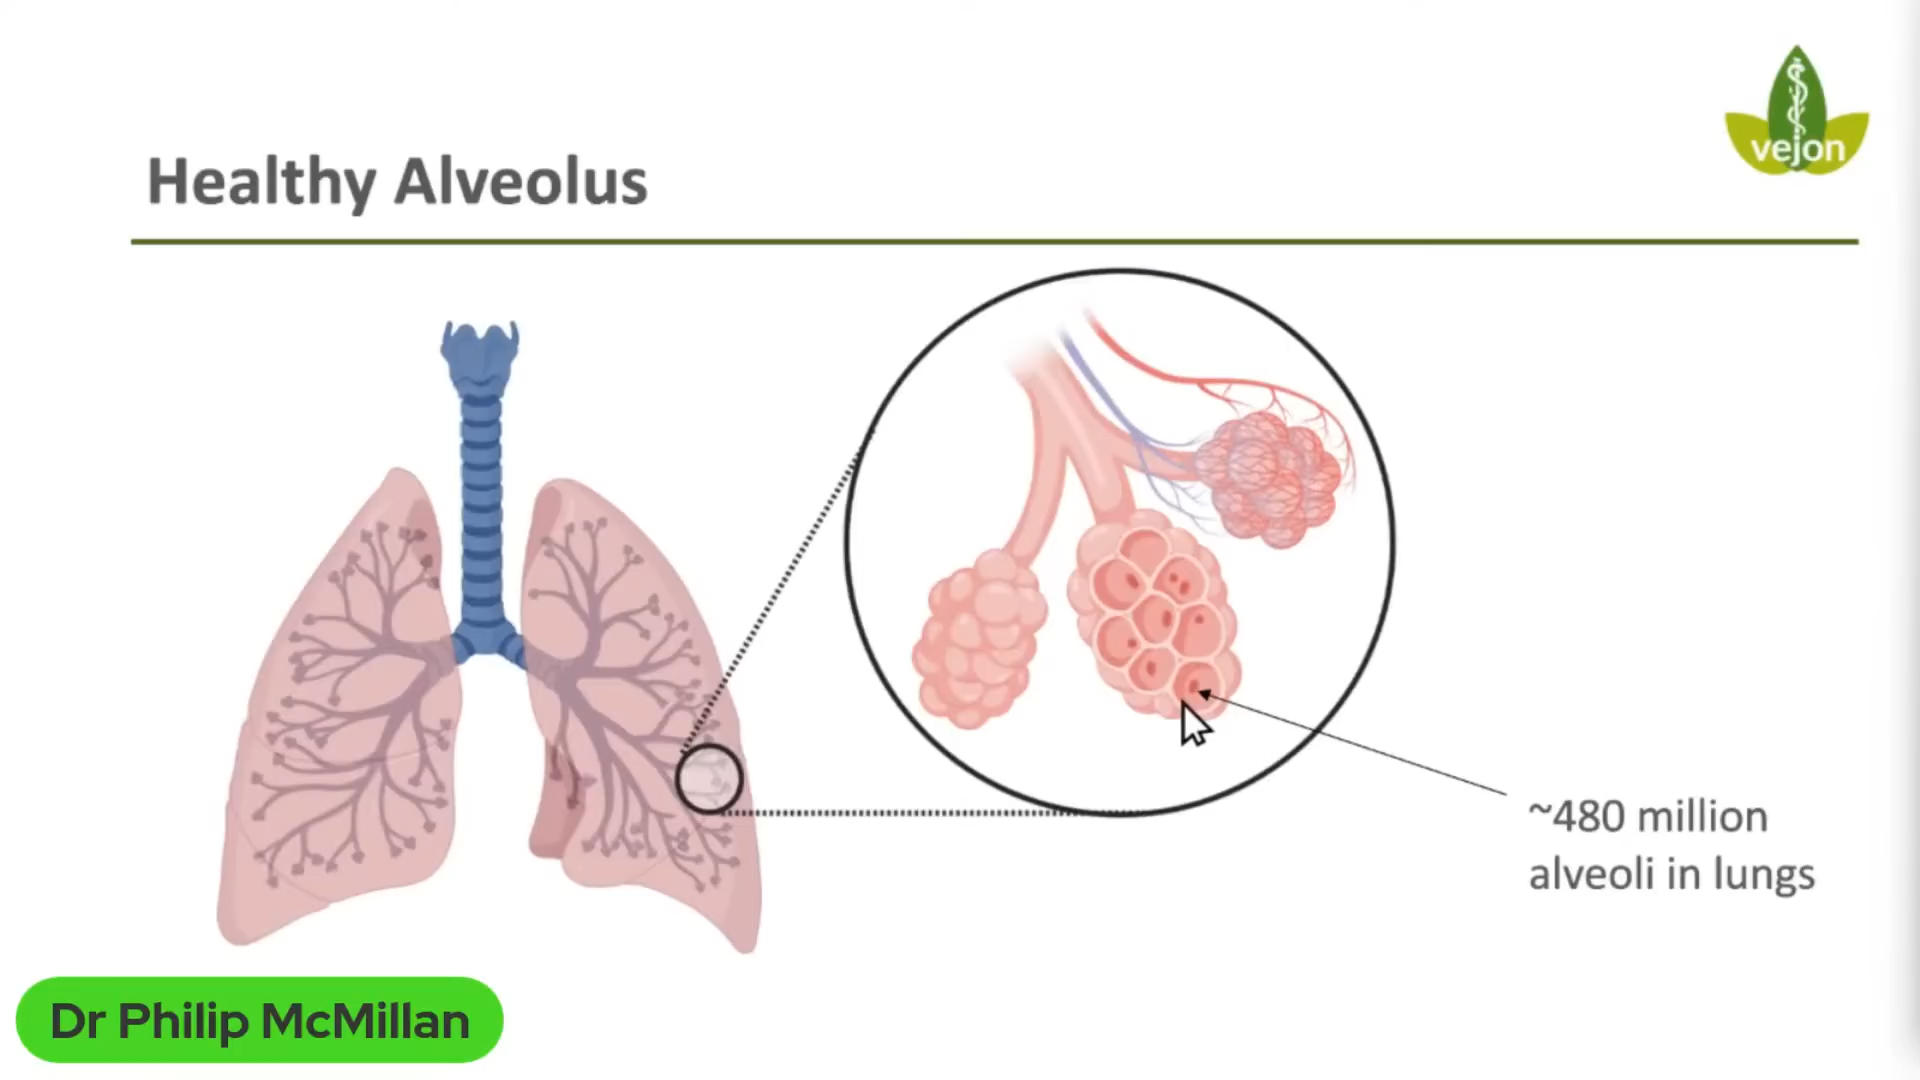 vejon
Healthy Alveolus
~480 million
alveoli in lungs
Dr Philip McMillan